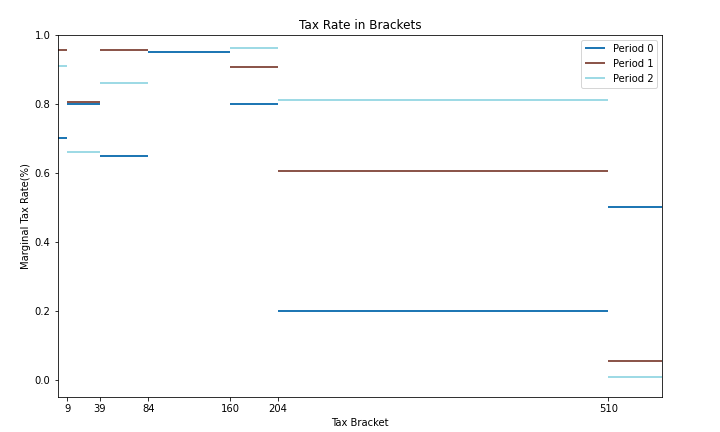 Tax Rate in Brackets
Period 0
Period 1
Period 2
Marginal Tax Rate(%)
1.0
0.8
0.6
0.4
0.2
0.0
9 39 84 160 204 510
Tax Bracket